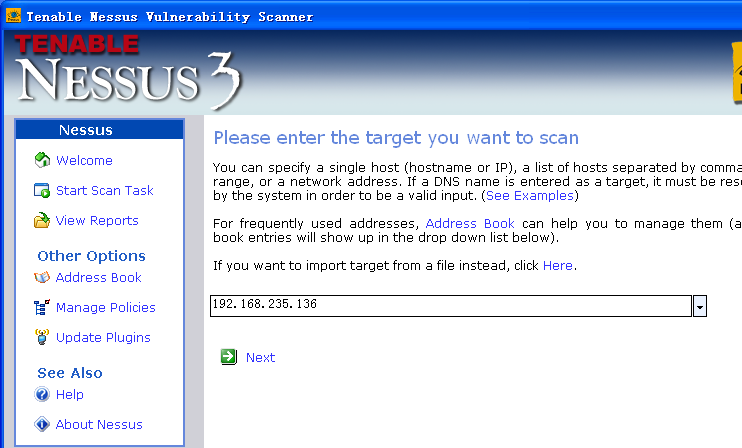 Tenable Nessus Vulnerability Scanner
TENABLE
NESSUS 3
Nessus
Welcome
Start Scan Task
View Reports
Other Options
Address Book
Manage Policies
Update Plugins
See Also
Help
About Nessus
Please enter the target you want to scan
You can specify a single host (hostname or IP), a list of hosts separated by comma
range, or a network address. If a DNS name is entered as a target, it must be reso
by the system in order to be a valid input. (See Examples)
For frequently used addresses, Address Book can help you to manage them (a
book entries will show up in the drop down list below).
If you want to import target from a file instead, click Here.
192.168.235.136
Next